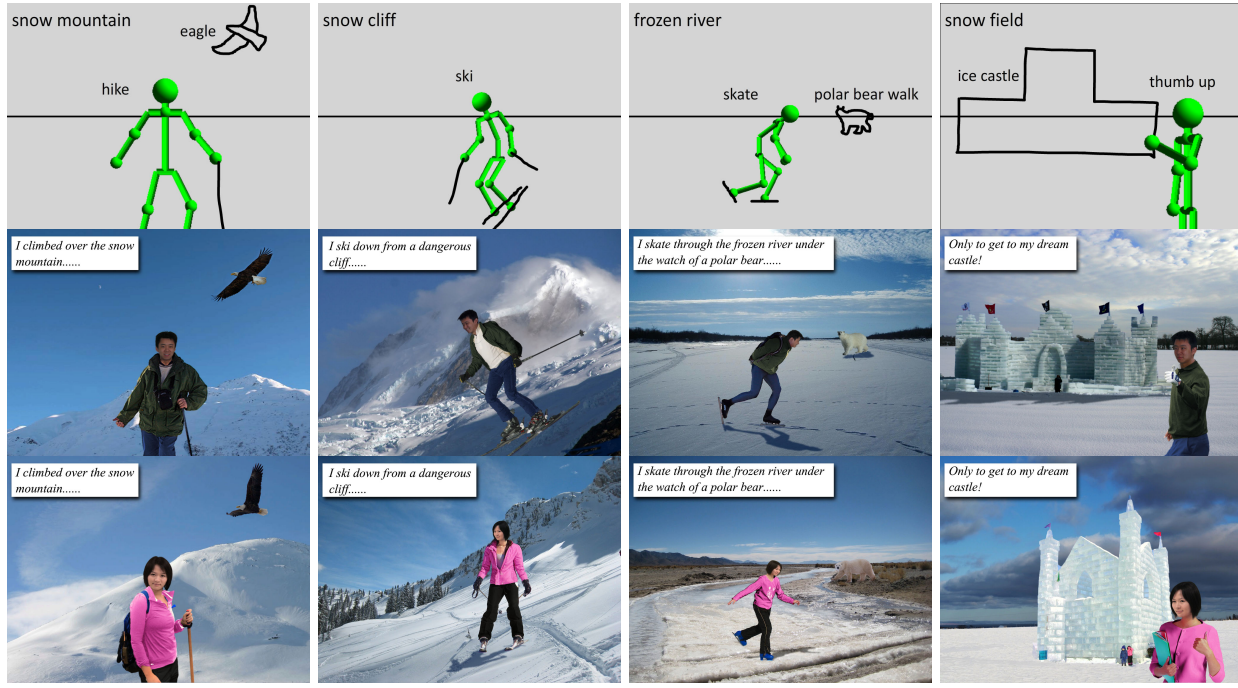 snow mountain
eagle
hike
snow cliff
ski
frozen river
skate
polar bear walk
snow field
ice castle
thumb up
I climbed over the snow
mountain......
I ski down from a dangerous
cliff......
I skate through the frozen river under
the watch of a polar bear......
Only to get to my dream
castle!
I climbed over the snow
mountain......
I ski down from a dangerous
cliff......
I skate through the frozen river under
the watch of a polar bear......
Only to get to my dream
castle!